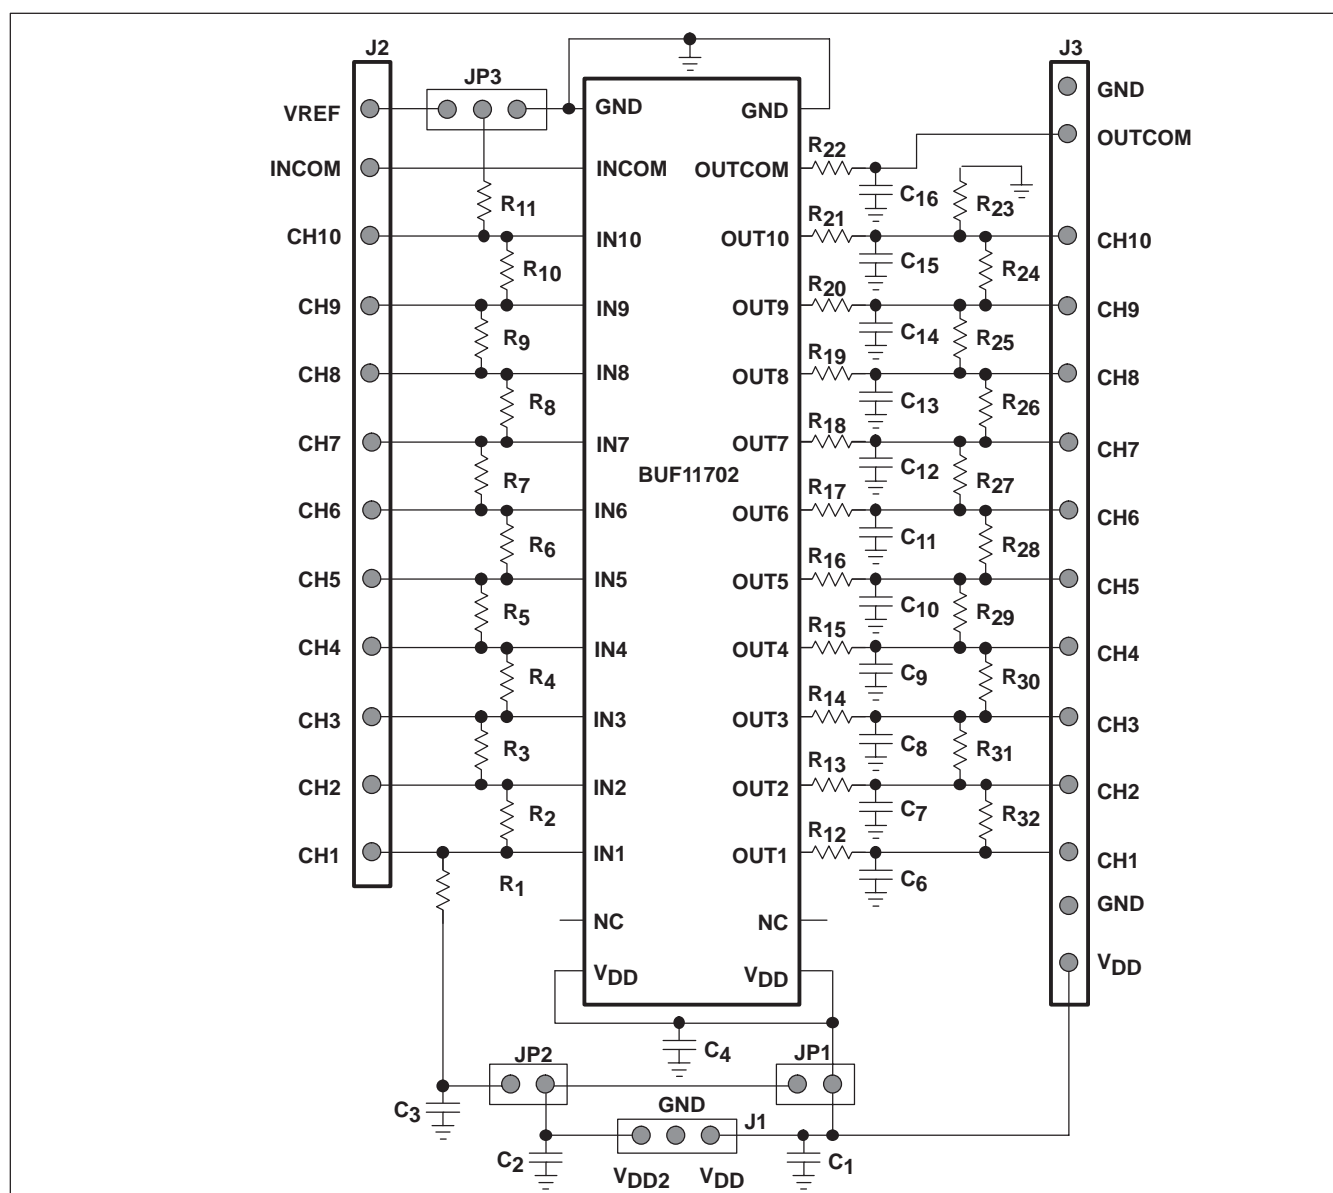 J2
JP3
J3
VREF
GND
GND
GND
OUTCOM
INCOM
INCOM
OUTCOM
R22
C16
R11
R21
R23
CH10
IN10
OUT10
CH10
R10
C15
R24
R20
CH9
IN9
OUT9
CH9
R9
C14
R25
R19
CH8
IN8
OUT8
CH8
R8
C13
R26
R18
CH7
IN7
OUT7
CH7
BUF11702
R7
C12
R27
R17
CH6
IN6
OUT6
CH6
R6
C11
R28
R16
CH5
IN5
OUT5
CH5
R5
C10
R29
R15
CH4
IN4
OUT4
CH4
R4
C9
R30
R14
CH3
IN3
OUT3
CH3
R3
C8
R31
R13
CH2
IN2
OUT2
CH2
R2
C7
R32
R12
CH1
IN1
OUT1
CH1
R1
C6
GND
NC
NC
VDD
VDD
VDD
C4
JP2
JP1
C3
GND
J1
C2
C1
VDD2
VDD